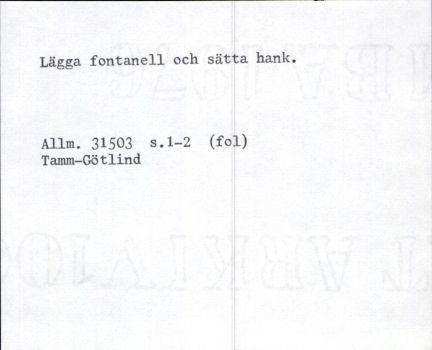 Lägga fontanell och sätta hank.
Allm. 31503 s.1-2 (fol)
Tamm-Götlind